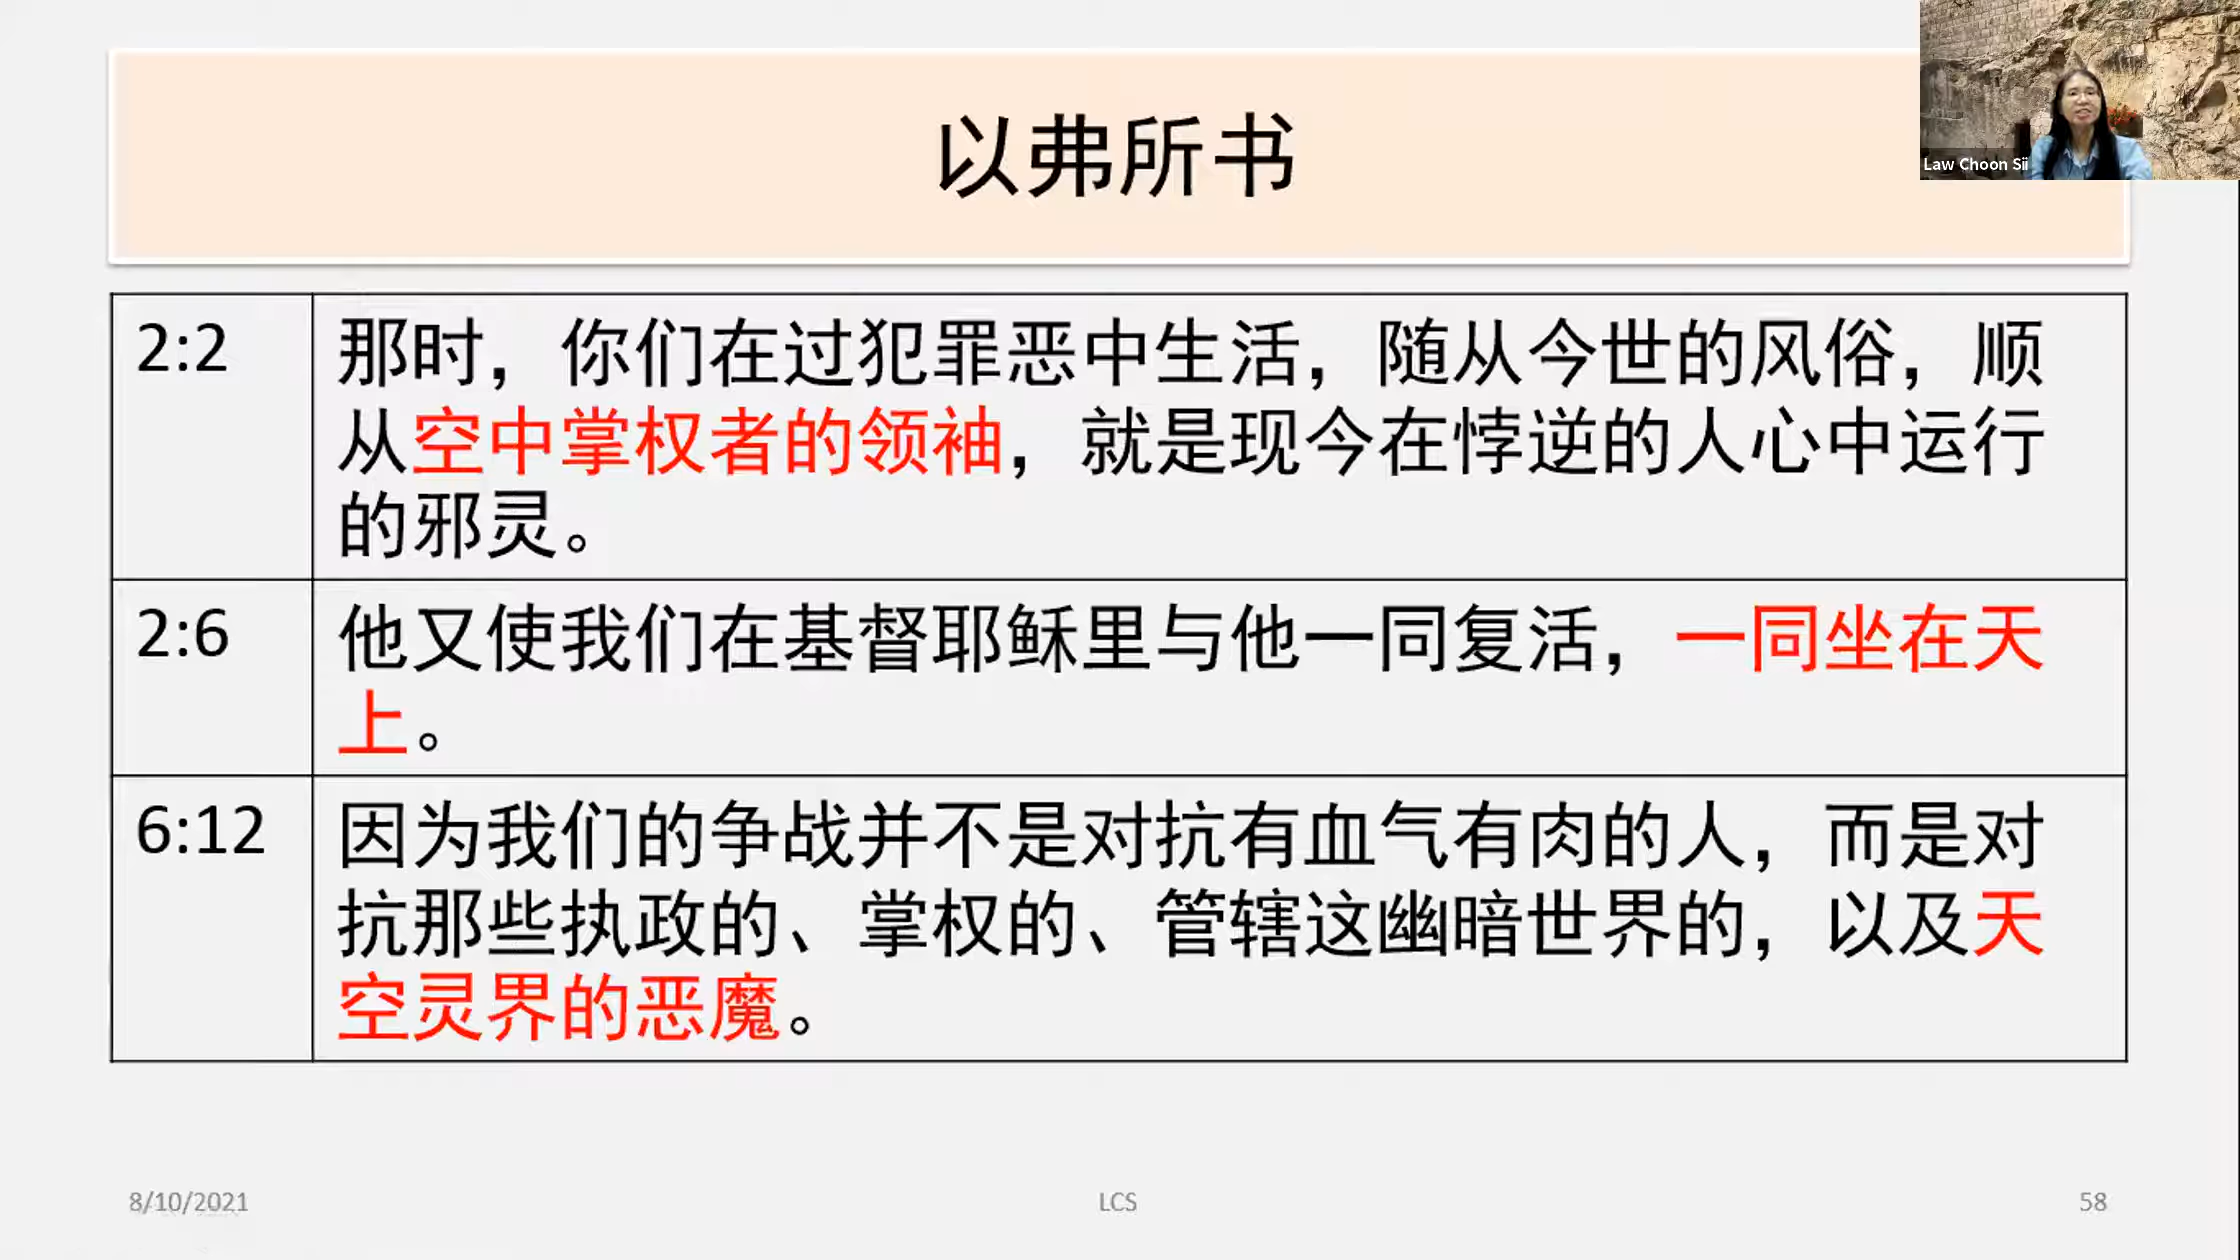 以弗所书
Law Choon Sii
2:2
那时，你们在过犯罪恶中生活，随从今世的风俗，顺
从空中掌权者的领袖，就是现今在悖逆的人心中运行
的邪灵。
2:6
他又使我们在基督耶稣里与他一同复活，一同坐在天
上。
6:12
因为我们的争战并不是对抗有血气有肉的人，而是对
抗那些执政的、掌权的、管辖这幽暗世界的，以及天
空灵界的恶魔。
8/10/2021
LCS
58